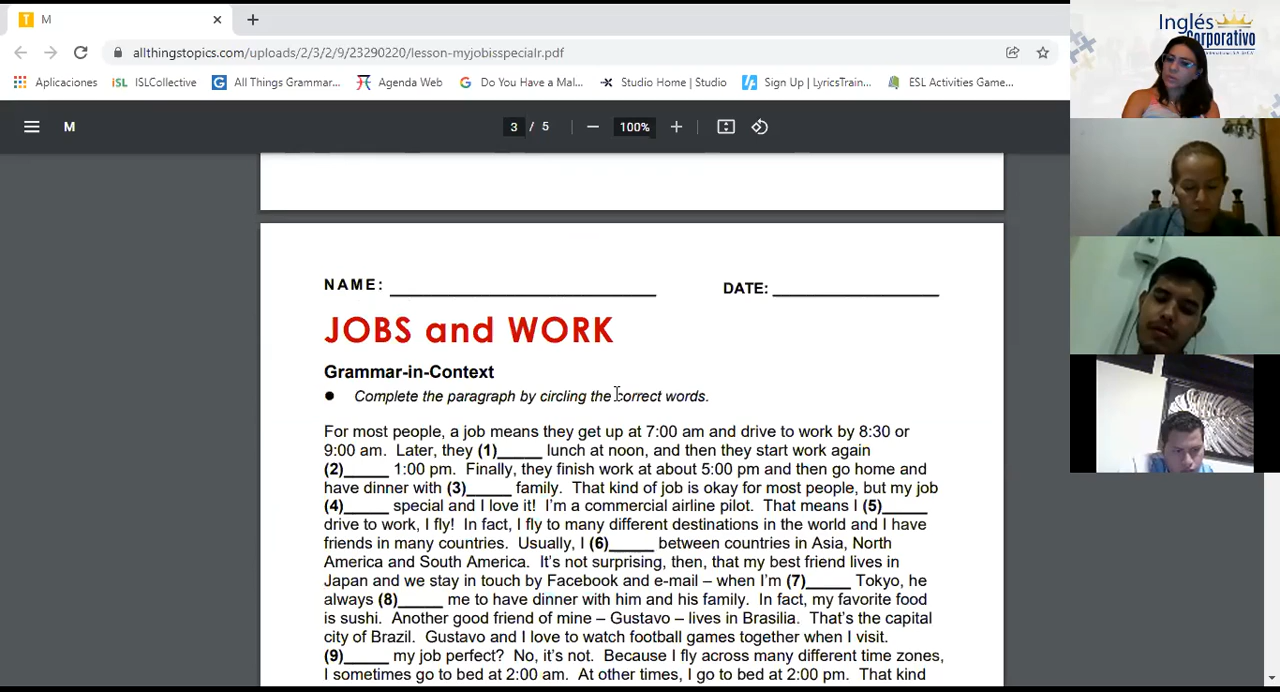 M
allthingstopics.com/uploads/2/3/2/9/23290220/lesson-myjobisspecialr.pdf
Aplicaciones iSL ISLCollective G All Things Grammar... Agenda Web G Do You Have a Mal... Studio Home | Studio Sign Up | LyricsTrain... ESL Activities Game...
M 3 / 5 100%
Inglés
Corporativo
NAME: DATE:
JOBS and WORK
Grammar-in-Context
Complete the paragraph by circling the correct words.
For most people, a job means they get up at 7:00 am and drive to work by 8:30 or
9:00 am. Later, they (1)_____ lunch at noon, and then they start work again
(2)_____ 1:00 pm. Finally, they finish work at about 5:00 pm and then go home and
have dinner with (3)_____ family. That kind of job is okay for most people, but my job
(4)_____ special and I love it! I'm a commercial airline pilot. That means I (5)_____
drive to work, I fly! In fact, I fly to many different destinations in the world and I have
friends in many countries. Usually, I (6)_____ between countries in Asia, North
America and South America. It's not surprising, then, that my best friend lives in
Japan and we stay in touch by Facebook and e-mail – when I'm (7)_____ Tokyo, he
always (8)_____ me to have dinner with him and his family. In fact, my favorite food
is sushi. Another good friend of mine – Gustavo – lives in Brasilia. That's the capital
city of Brazil. Gustavo and I love to watch football games together when I visit.
(9)_____ my job perfect? No, it's not. Because I fly across many different time zones,
I sometimes go to bed at 2:00 am. At other times, I go to bed at 2:00 pm. That kind